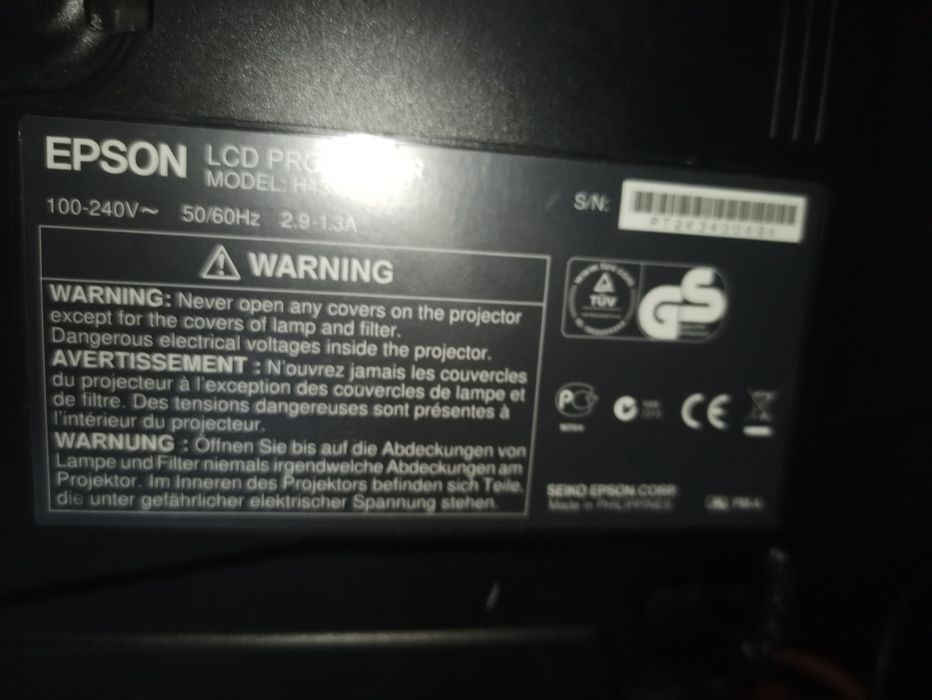 EPSON LCD
MODEL:
100-240V~ 50/60Hz 2.9-1.3A
S/N:
WARNING
WARNING: Never open any covers on the projector
except for the covers of lamp and filter.
Dangerous electrical voltages inside the projector.
AVERTISSEMENT : N'ouvrez jamais les couvercles
du projecteur à l'exception des couvercles de lampe et
de filtre. Des tensions dangereuses sont présentes à
l'intérieur du projecteur.
WARNUNG : Öffnen Sie bis auf die Abdeckungen von
Lampe und Filter niemals irgendwelche Abdeckungen am
Projektor. Im Inneren des Projektors befinden sich Teile,
die unter gefährlicher elektrischer Spannung stehen.
TÜV
GS
CE
SEIKO EPSON CORP.
Made in PHILIPPINES